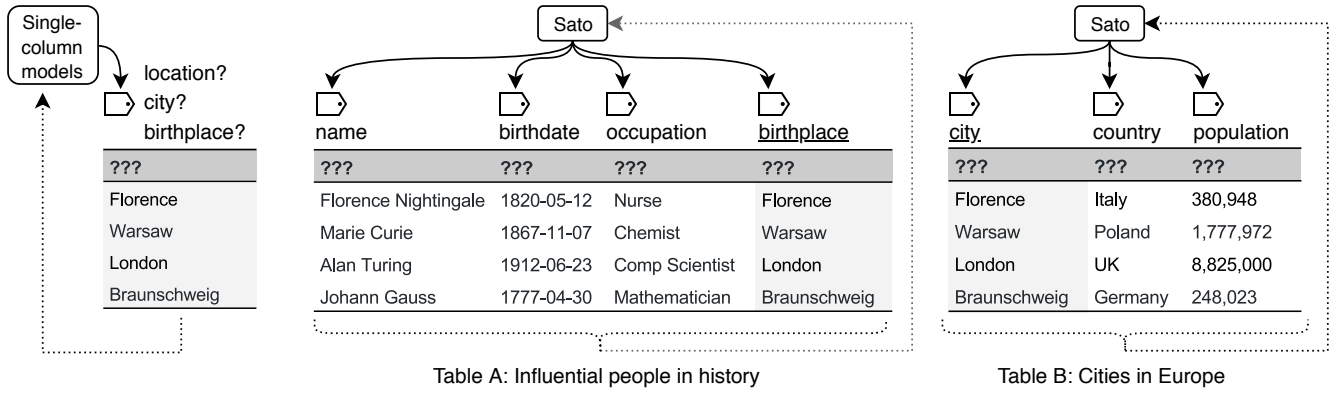 Single-
column
models
location?
city?
birthplace?
???
Florence
Warsaw
London
Braunschweig
Sato
name birthdate occupation birthplace
??? ??? ??? ???
Florence Nightingale 1820-05-12 Nurse Florence
Marie Curie 1867-11-07 Chemist Warsaw
Alan Turing 1912-06-23 Comp Scientist London
Johann Gauss 1777-04-30 Mathematician Braunschweig
Table A: Influential people in history
Sato
city country population
??? ??? ???
Florence Italy 380,948
Warsaw Poland 1,777,972
London UK 8,825,000
Braunschweig Germany 248,023
Table B: Cities in Europe